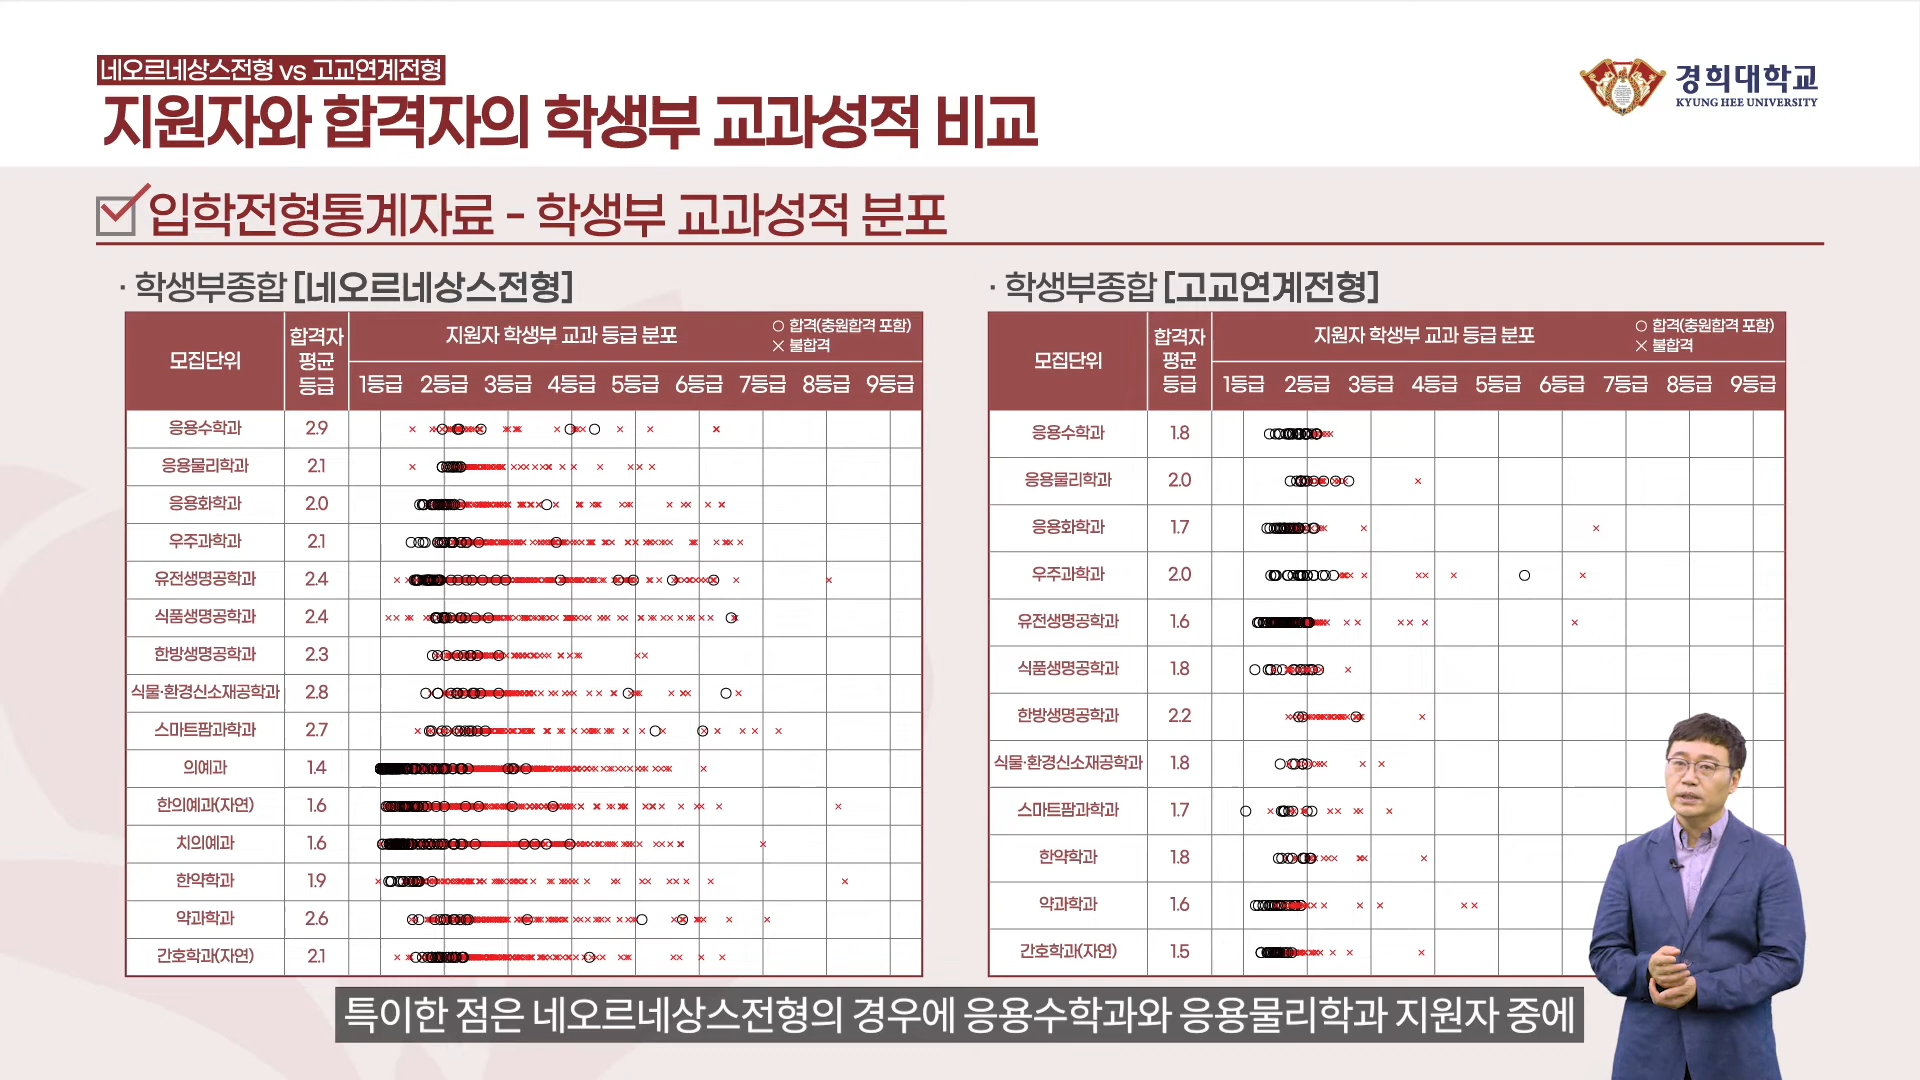 네오르네상스전형 vs 고교연계전형
지원자와 합격자의 학생부 교과성적 비교
경희대학교
KYUNG HEE UNIVERSITY
입학전형통계자료 - 학생부 교과성적 분포
· 학생부종합 [네오르네상스전형]
모집단위
합격자
평균
등급
지원자 학생부 교과 등급 분포
○ 합격(충원합격 포함)
× 불합격
1등급 2등급 3등급 4등급 5등급 6등급 7등급 8등급 9등급
응용수학과 2.9
응용물리학과 2.1
응용화학과 2.0
우주과학과 2.1
유전생명공학과 2.4
식품생명공학과 2.4
한방생명공학과 2.3
식물·환경신소재공학과 2.8
스마트팜과학과 2.7
의예과 1.4
한의예과(자연) 1.6
치의예과 1.6
한약학과 1.9
약과학과 2.6
간호학과(자연) 2.1
· 학생부종합 [고교연계전형]
모집단위
합격자
평균
등급
지원자 학생부 교과 등급 분포
○ 합격(충원합격 포함)
× 불합격
1등급 2등급 3등급 4등급 5등급 6등급 7등급 8등급 9등급
응용수학과 1.8
응용물리학과 2.0
응용화학과 1.7
우주과학과 2.0
유전생명공학과 1.6
식품생명공학과 1.8
한방생명공학과 2.2
식물·환경신소재공학과 1.8
스마트팜과학과 1.7
한약학과 1.8
약과학과 1.6
간호학과(자연) 1.5
특이한 점은 네오르네상스전형의 경우에 응용수학과와 응용물리학과 지원자 중에